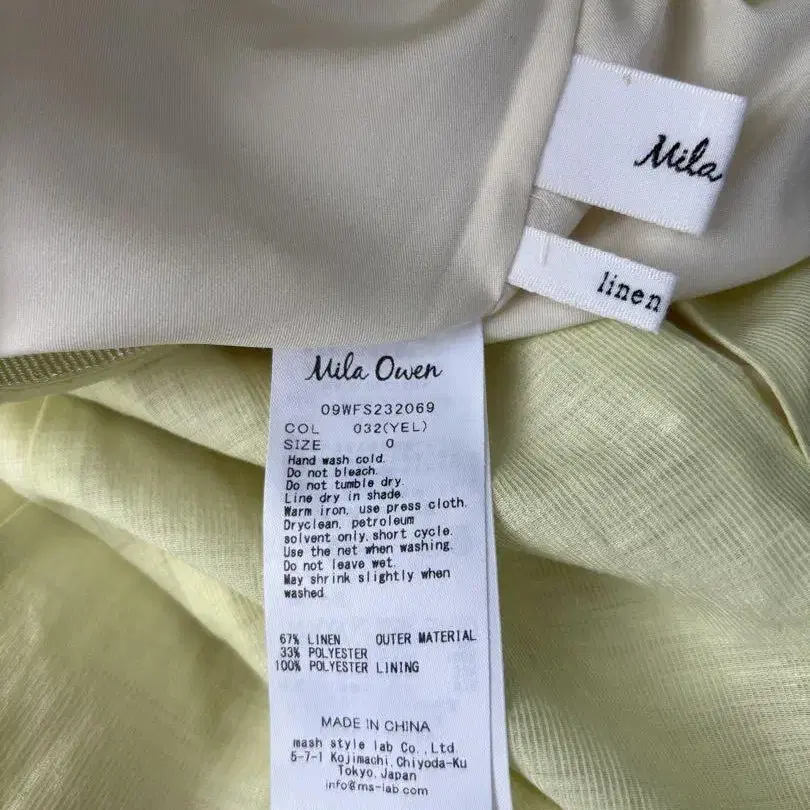 Mila
linen
Mila Owen
09WFS232069
COL 032(YEL)
SIZE 0
Hand wash cold.
Do not bleach.
Do not tumble dry.
Line dry in shade.
Warm iron, use press cloth.
Dryclean, petroleum
solvent only, short cycle.
Use the net when washing.
Do not leave wet.
May shrink slightly when
washed.
67% LINEN OUTER MATERIAL
33% POLYESTER
100% POLYESTER LINING
MADE IN CHINA
mash style lab Co., Ltd.
5-7-1 Kojimachi, Chiyoda-Ku
Tokyo, Japan
info@ms-lab.com